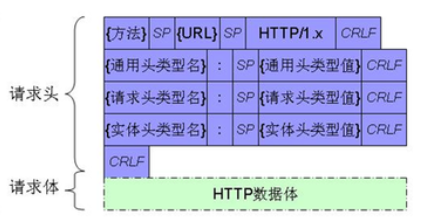 {方法} SP {URL} SP HTTP/1.x CRLF
{通用头类型名} : SP {通用头类型值} CRLF
请求头 {请求头类型名} : SP {请求头类型值} CRLF
{实体头类型名} : SP {实体头类型值} CRLF
CRLF
请求体 HTTP数据体